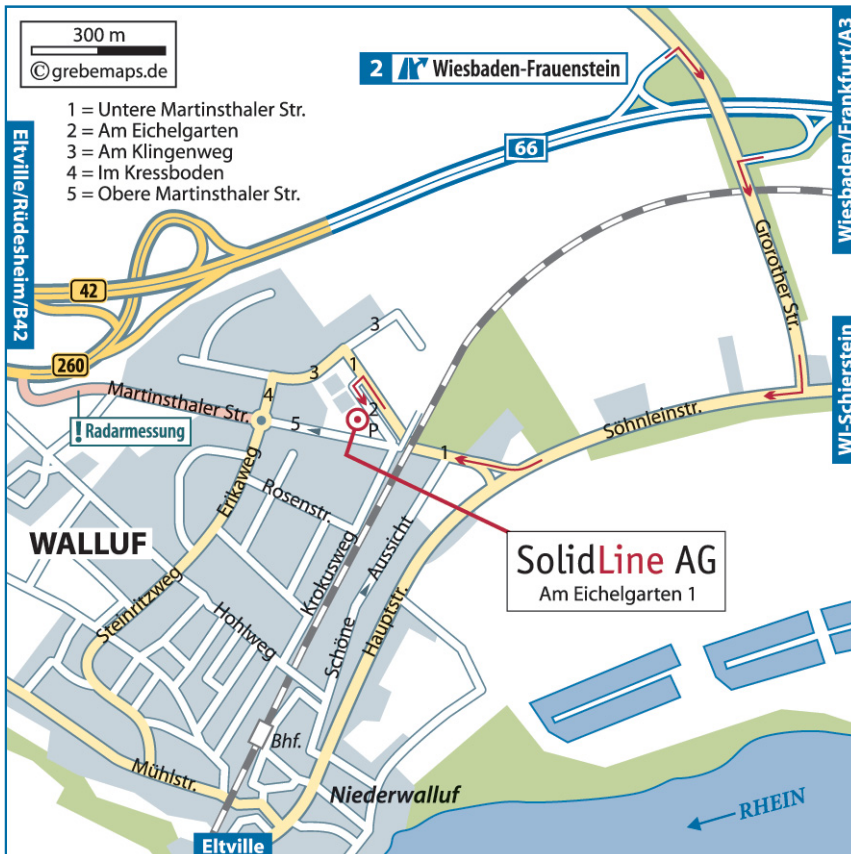 300 m
© grebemaps.de
1 = Untere Martinsthaler Str.
2 = Am Eichelgarten
3 = Am Klingenweg
4 = Im Kressboden
5 = Obere Martinsthaler Str.
2 Wiesbaden-Frauenstein
Wiesbaden/Frankfurt/A3
Eltville/Rüdesheim/B42
66
Grorother Str.
42
3
260
3
1
4
Martinsthaler Str.
2
P
5
! Radarmessung
1
Söhnleinstr.
WI-Schierstein
Erikaweg
Rosenstr.
WALLUF
Krokusweg
Schöne Aussicht
Hauptstr.
SolidLine AG
Am Eichelgarten 1
Steinritzweg
Hohlweg
Bhf.
Mühlstr.
Niederwalluf
RHEIN
Eltville